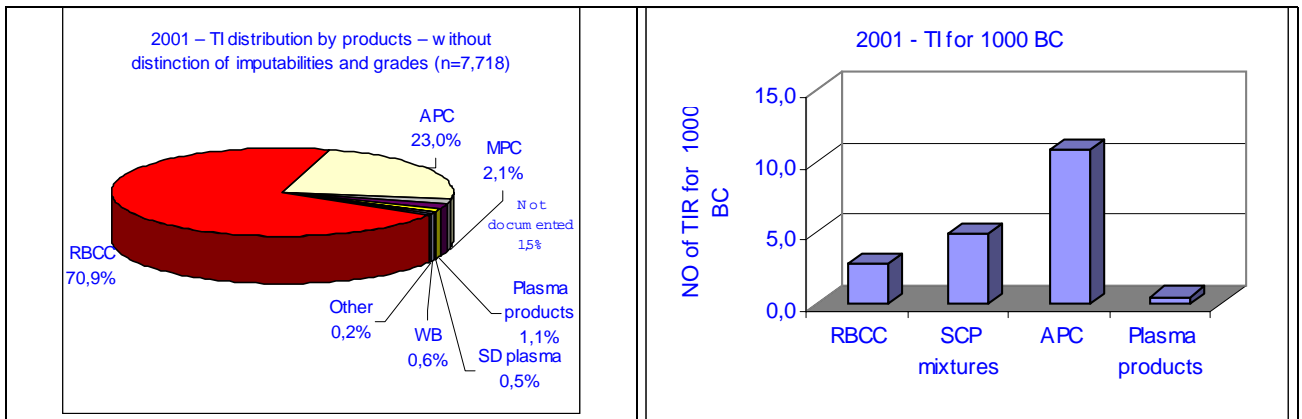 2001 – TI distribution by products – without
distinction of imputabilities and grades (n=7,718)
APC
23,0%
MPC
2,1%
Not
documented
1,5%
RBCC
70,9%
Plasma
products
1,1%
Other
0,2%
WB
0,6%
SD plasma
0,5%
2001 - TI for 1000 BC
NO of TIR for 1000
BC
15,0
10,0
5,0
0,0
RBCC
SCP
mixtures
APC
Plasma
products